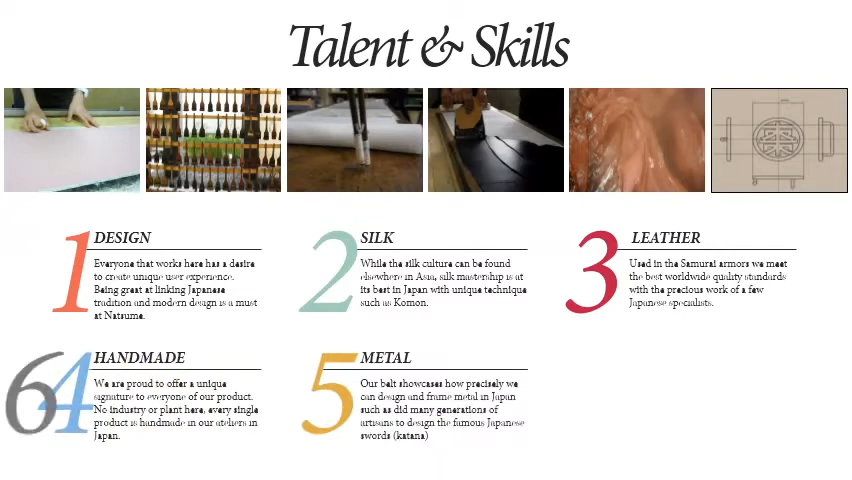 Talent & Skills
1 DESIGN
Everyone that works here has a desire
to create unique user experience.
Being great at linking Japanese
tradition and modern design is a must
at Natsume.
2 SILK
While the silk cultura can be found
elsewhere in Asia, silk mastership is at
its best in Japan with unique technique
such as Komon.
3 LEATHER
Used in the Samurai armors we meet
the best worldwide quality standards
with the precious work of a few
Japanese specialists.
64 HANDMADE
We are proud to offer a unique
signature to everyone of our product.
No industry or plant here, every single
product is handmade in our ateliers in
Japan.
5 METAL
Our belt showcases how precisely we
can design and frame metal in Japan
such as did many generations of
artisans to design the famous Japanese
swords (katana)